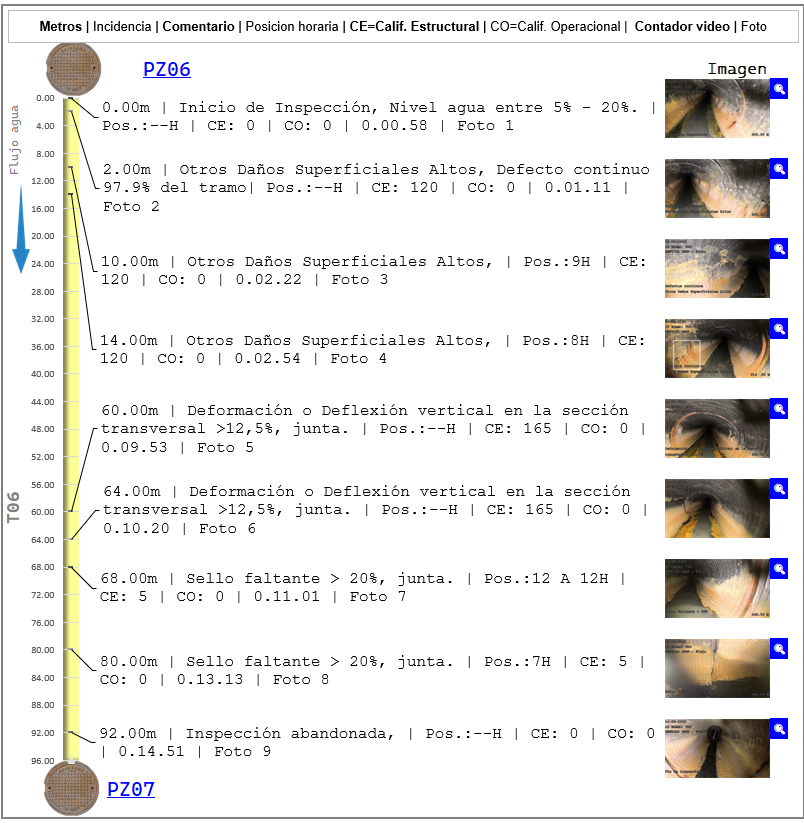 Metros | Incidencia | Comentario | Posicion horaria | CE=Calif. Estructural | CO=Calif. Operacional | Contador video | Foto
PZ06
Imagen
Flujo agua
T06
0.00
4.00
8.00
12.00
16.00
20.00
24.00
28.00
32.00
36.00
40.00
44.00
48.00
52.00
56.00
60.00
64.00
68.00
72.00
76.00
80.00
84.00
88.00
92.00
96.00
0.00m | Inicio de Inspección, Nivel agua entre 5% - 20%. |
Pos.:--H | CE: 0 | CO: 0 | 0.00.58 | Foto 1
2.00m | Otros Daños Superficiales Altos, Defecto continuo
97.9% del tramo| Pos.:--H | CE: 120 | CO: 0 | 0.01.11 |
Foto 2
10.00m | Otros Daños Superficiales Altos, | Pos.:9H | CE:
120 | CO: 0 | 0.02.22 | Foto 3
14.00m | Otros Daños Superficiales Altos, | Pos.:8H | CE:
120 | CO: 0 | 0.02.54 | Foto 4
60.00m | Deformación o Deflexión vertical en la sección
transversal >12,5%, junta. | Pos.:--H | CE: 165 | CO: 0 |
0.09.53 | Foto 5
64.00m | Deformación o Deflexión vertical en la sección
transversal >12,5%, junta. | Pos.:--H | CE: 165 | CO: 0 |
0.10.20 | Foto 6
68.00m | Sello faltante > 20%, junta. | Pos.:12 A 12H |
CE: 5 | CO: 0 | 0.11.01 | Foto 7
80.00m | Sello faltante > 20%, junta. | Pos.:7H | CE: 5 |
CO: 0 | 0.13.13 | Foto 8
92.00m | Inspección abandonada, | Pos.:--H | CE: 0 | CO: 0
| 0.14.51 | Foto 9
PZ07